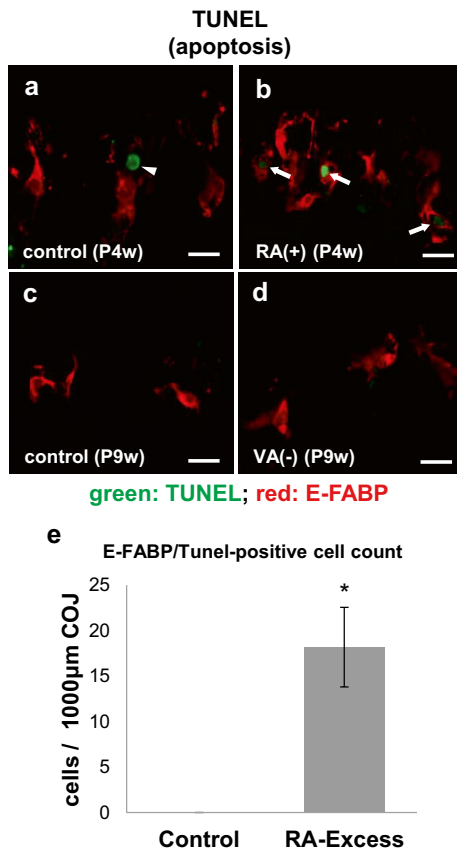 TUNEL
(apoptosis)
a
b
control (P4w)
RA(+) (P4w)
c
d
control (P9w)
VA(-) (P9w)
green: TUNEL; red: E-FABP
e
E-FABP/Tunel-positive cell count
cells / 1000µm COJ
25
20
15
10
5
0
*
Control
RA-Excess